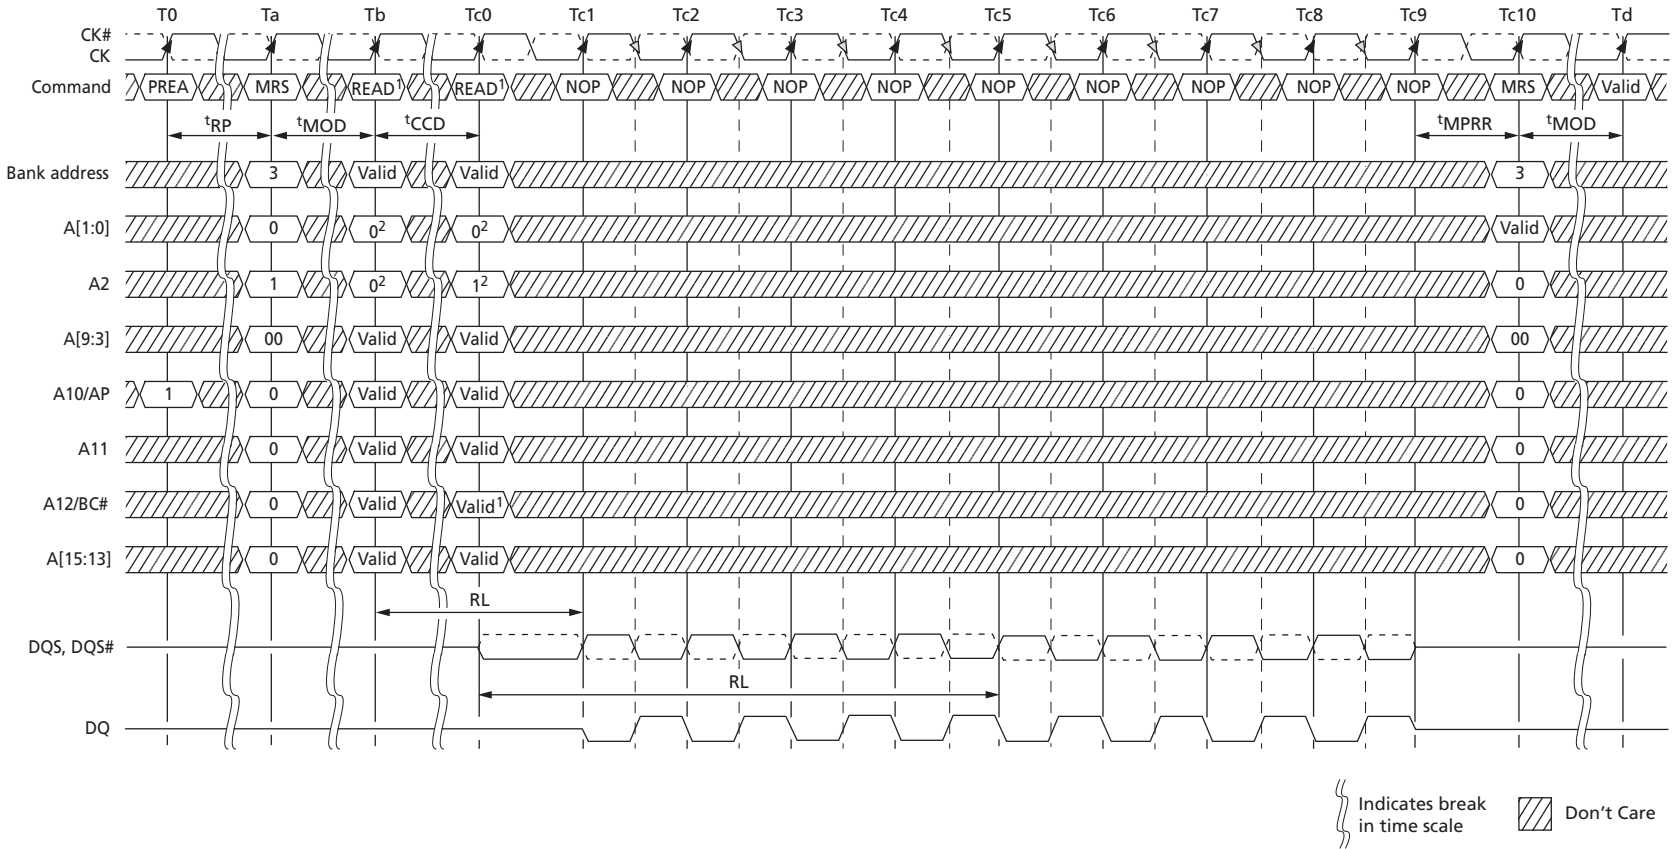 T0 Ta Tb Tc0 Tc1 Tc2 Tc3 Tc4 Tc5 Tc6 Tc7 Tc8 Tc9 Tc10 Td
CK#
CK
Command PREA MRS READ¹ READ¹ NOP NOP NOP NOP NOP NOP NOP NOP NOP MRS Valid
tRP tMOD tCCD tMPRR tMOD
Bank address 3 Valid Valid 3
A[1:0] 0 0² 0² Valid
A2 1 0² 1² 0
A[9:3] 00 Valid Valid 00
A10/AP 1 0 Valid Valid 0
A11 0 Valid Valid 0
A12/BC# 0 Valid Valid¹ 0
A[15:13] 0 Valid Valid 0
RL
DQS, DQS#
RL
DQ
Indicates break
in time scale
Don't Care